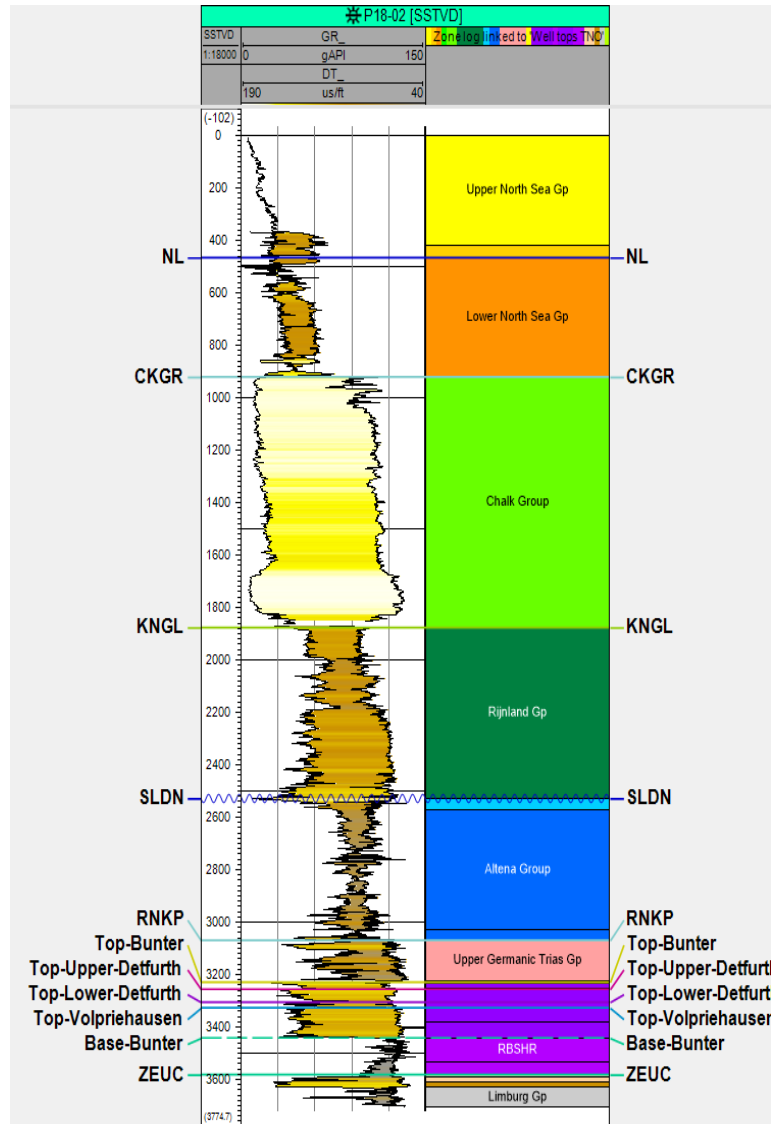 P18-02 [SSTVD]
SSTVD GR_ Zone log linked to 'Well tops TNO'
1:18000 0 gAPI 150
DT_
190 us/ft 40
(-102)
0
Upper North Sea Gp
200
400
NL NL
600
Lower North Sea Gp
800
CKGR CKGR
1000
1200
1400
Chalk Group
1600
1800
KNGL KNGL
2000
2200
Rijnland Gp
2400
SLDN SLDN
2600
2800
Altena Group
3000
RNKP RNKP
Top-Bunter Top-Bunter
Upper Germanic Trias Gp
Top-Upper-Detfurth Top-Upper-Detfurth
3200
Top-Lower-Detfurth Top-Lower-Detfurt
Top-Volpriehausen Top-Volpriehausen
3400
Base-Bunter Base-Bunter
RBSHR
ZEUC ZEUC
3600
Limburg Gp
(3774.7)